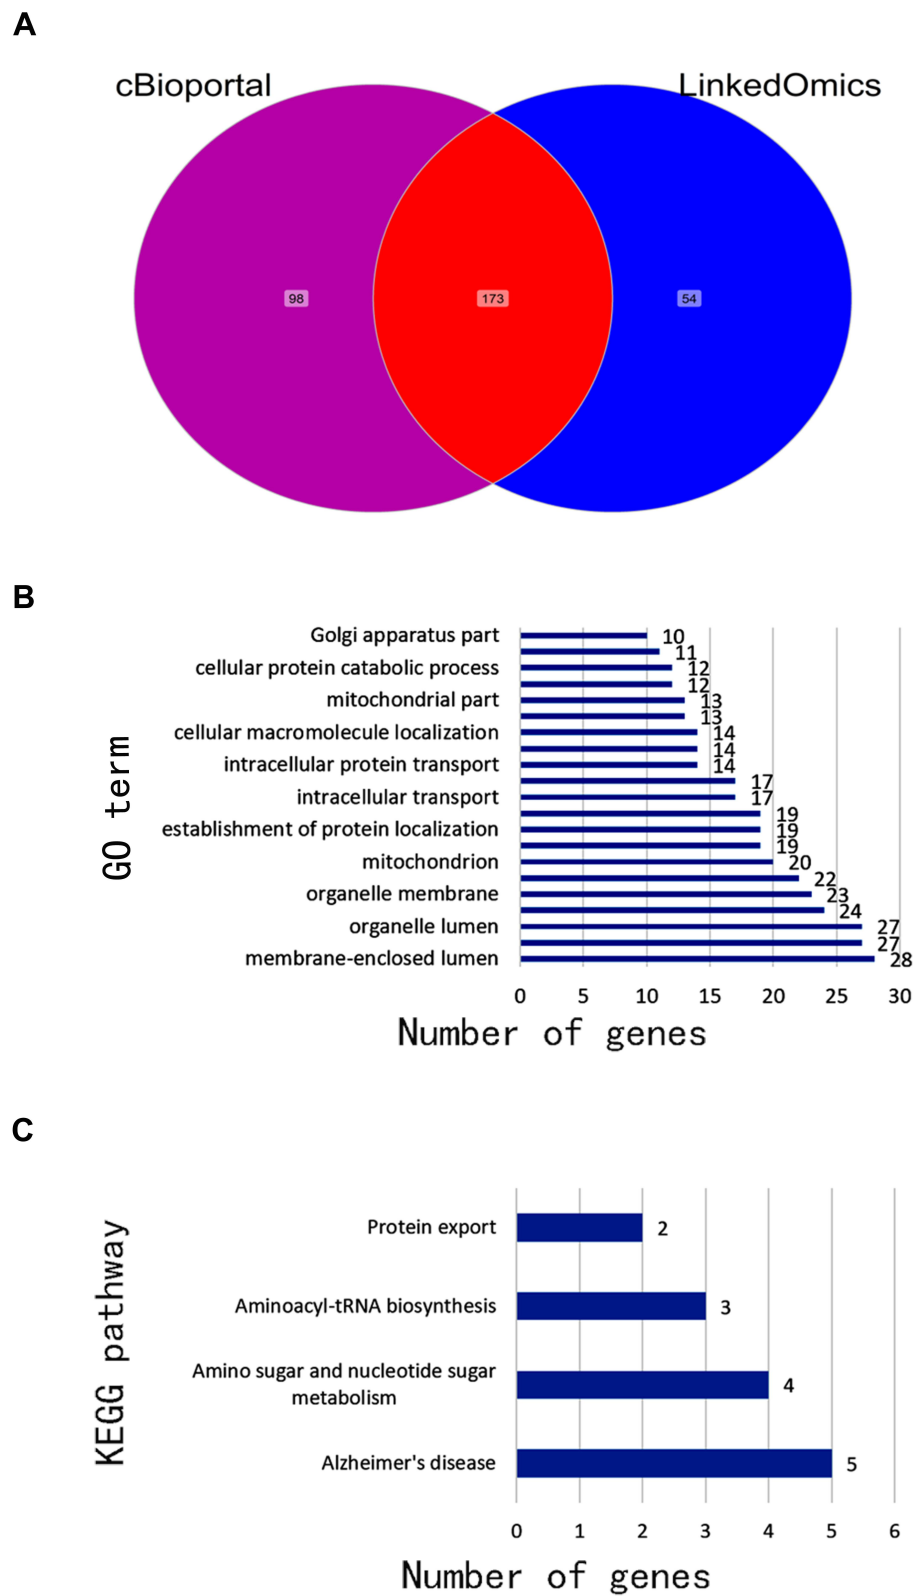 A
cBioportal
LinkedOmics
98
173
54
B
GO term
Golgi apparatus part
10
11
cellular protein catabolic process
12
12
mitochondrial part
13
13
cellular macromolecule localization
14
14
intracellular protein transport
14
17
intracellular transport
17
19
establishment of protein localization
19
19
mitochondrion
20
22
organelle membrane
23
24
organelle lumen
27
27
membrane-enclosed lumen
28
0 5 10 15 20 25 30
Number of genes
C
KEGG pathway
Protein export
2
Aminoacyl-tRNA biosynthesis
3
Amino sugar and nucleotide sugar
metabolism
4
Alzheimer's disease
5
0 1 2 3 4 5 6
Number of genes